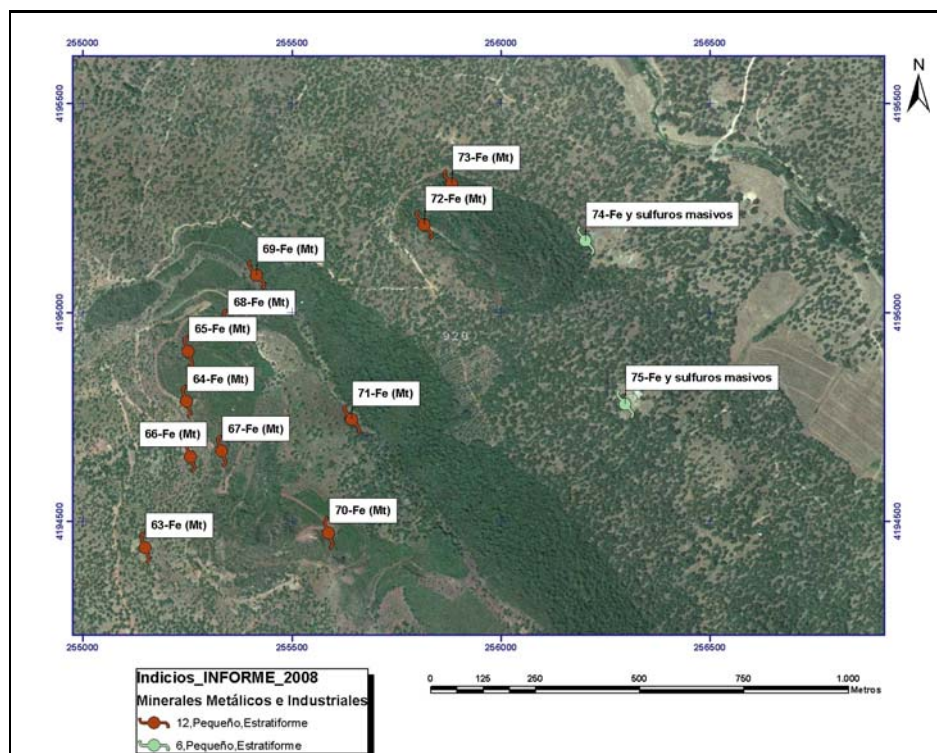 255000 255500 256000 256500
N
4195500 4195500
73-Fe (Mt)
72-Fe (Mt)
74-Fe y sulfuros masivos
69-Fe (Mt)
68-Fe (Mt)
4195000 4195000
65-Fe (Mt)
920
75-Fe y sulfuros masivos
64-Fe (Mt)
71-Fe (Mt)
66-Fe (Mt)
67-Fe (Mt)
70-Fe (Mt)
4194500 4194500
63-Fe (Mt)
255000 255500 256000 256500
Indicios_INFORME_2008
Minerales Metálicos e Industriales
12,Pequeño,Estratiforme
6,Pequeño,Estratiforme
0 125 250 500 750 1.000
Metros